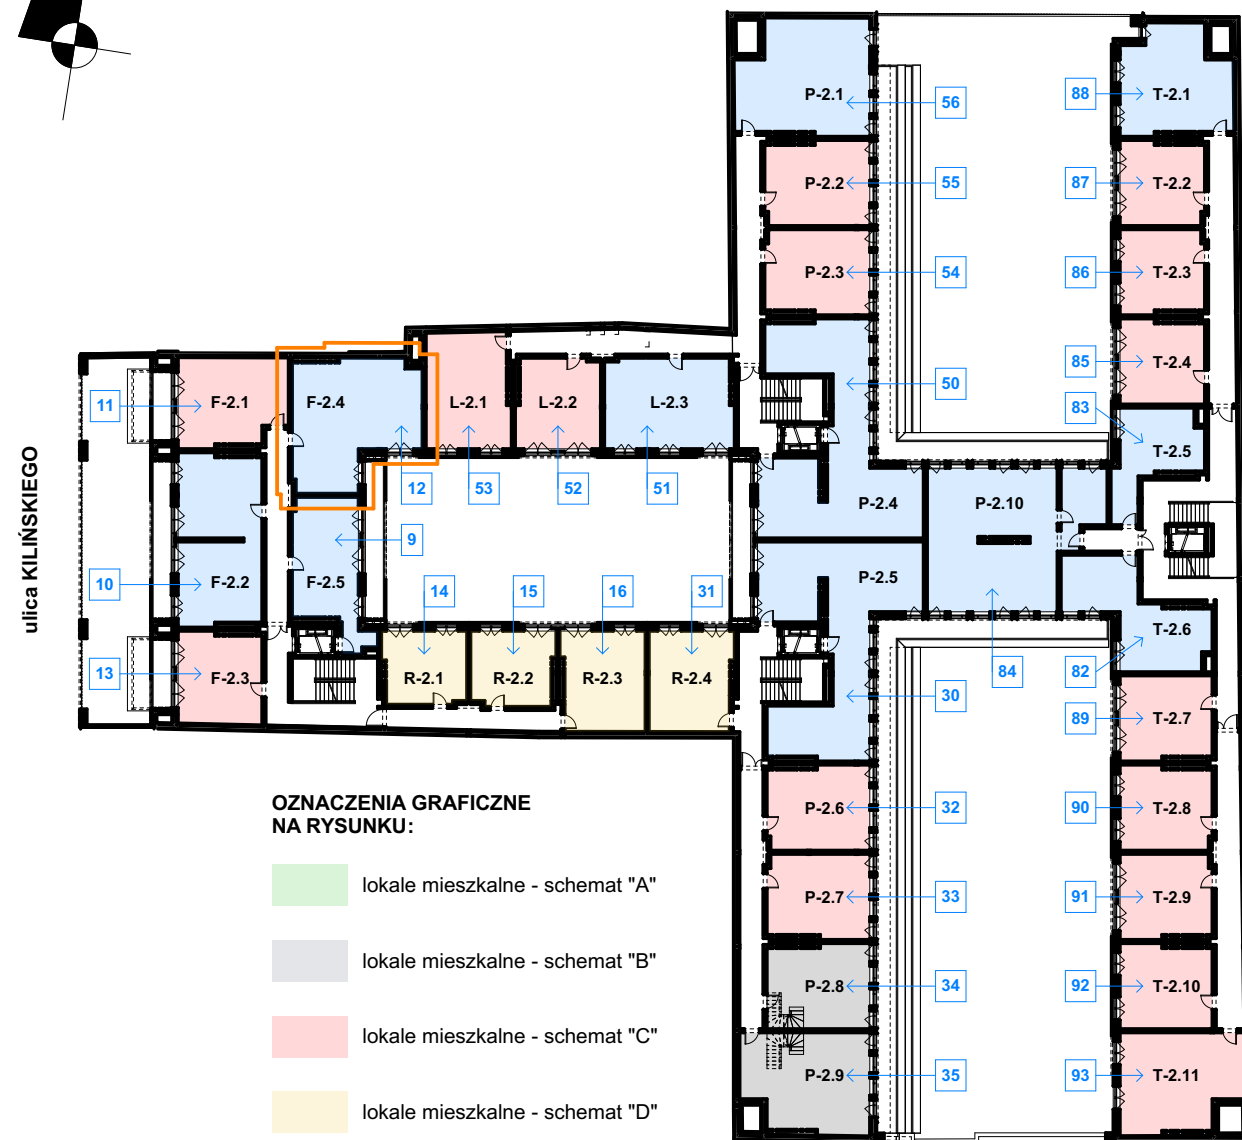 P-2.1
56
88
T-2.1
P-2.2
55
87
T-2.2
P-2.3
54
86
T-2.3
11
F-2.1
F-2.4
L-2.1
L-2.2
L-2.3
50
85
T-2.4
83
T-2.5
12
53
52
51
P-2.4
P-2.10
ulica KILIŃSKIEGO
9
10
F-2.2
F-2.5
14
15
16
31
P-2.5
T-2.6
13
F-2.3
R-2.1
R-2.2
R-2.3
R-2.4
30
84
82
89
T-2.7
OZNACZENIA GRAFICZNE
NA RYSUNKU:
P-2.6
32
90
T-2.8
lokale mieszkalne - schemat "A"
P-2.7
33
91
T-2.9
lokale mieszkalne - schemat "B"
P-2.8
34
92
T-2.10
lokale mieszkalne - schemat "C"
P-2.9
35
93
T-2.11
lokale mieszkalne - schemat "D"